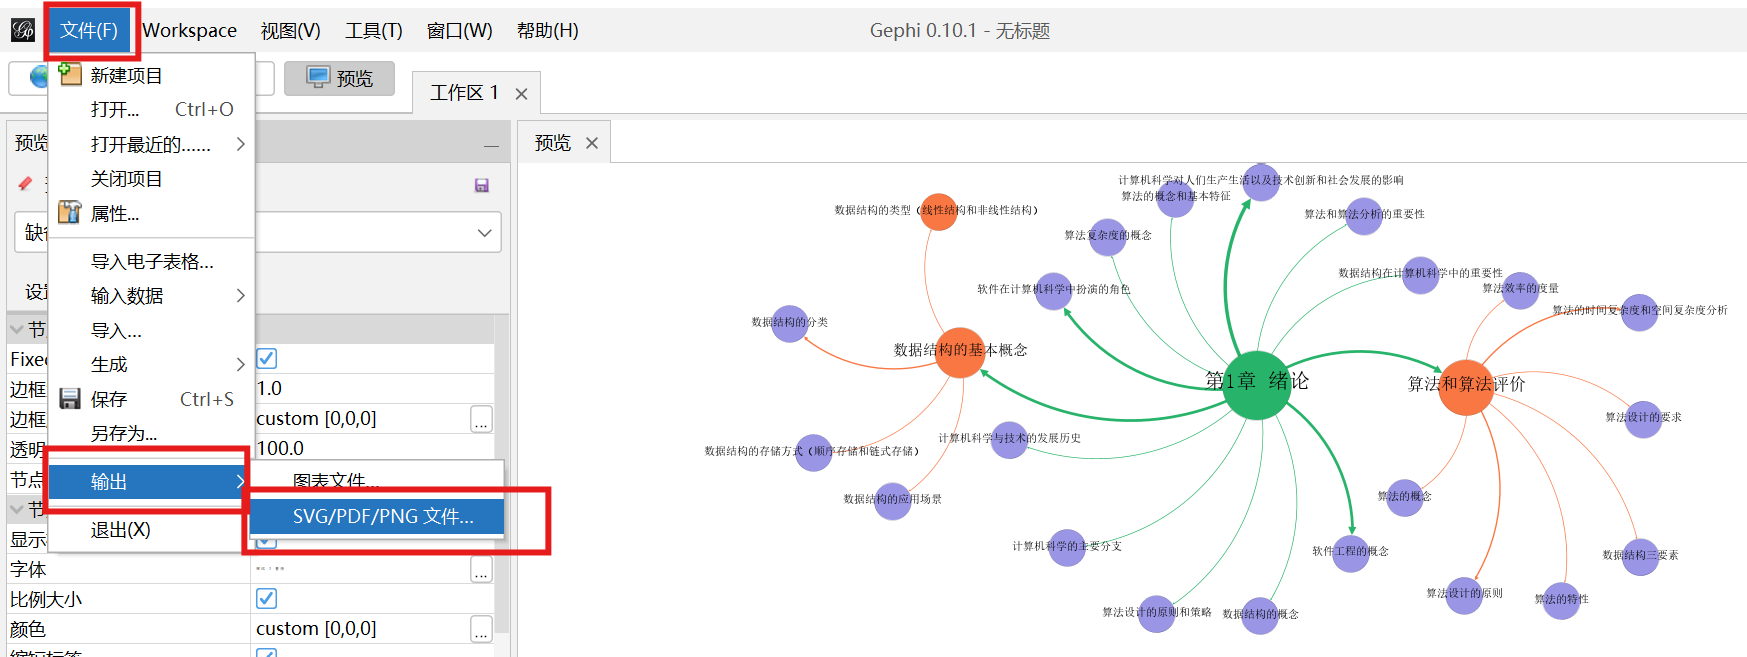 文件(F) Workspace 视图(V) 工具(T) 窗口(W) 帮助(H) Gephi 0.10.1 - 无标题
预览
工作区 1
新建项目
打开... Ctrl+O
打开最近的......
关闭项目
属性...
导入电子表格...
输入数据
导入...
生成
保存 Ctrl+S
另存为...
输出
退出(X)
图表文件...
SVG/PDF/PNG 文件...
预览
缺省
设置
节
Fixed
边框
1.0
边框
custom [0,0,0]
...
透明
100.0
节点
节
显示
字体
...
比例大小
颜色
custom [0,0,0]
...
缩短标签
预览
计算机科学对人们生产生活以及技术创新和社会发展的影响
算法的概念和基本特征
数据结构的类型（线性结构和非线性结构）
算法和算法分析的重要性
算法复杂度的概念
数据结构在计算机科学中的重要性
软件在计算机科学中扮演的角色
算法效率的度量
算法的时间复杂度和空间复杂度分析
数据结构的分类
数据结构的基本概念
第1章 绪论
算法和算法评价
算法设计的要求
计算机科学与技术的发展历史
数据结构的存储方式（顺序存储和链式存储）
数据结构的应用场景
算法的概念
计算机科学的主要分支
软件工程的概念
数据结构三要素
算法设计的原则
算法的特性
算法设计的原则和策略
数据结构的概念